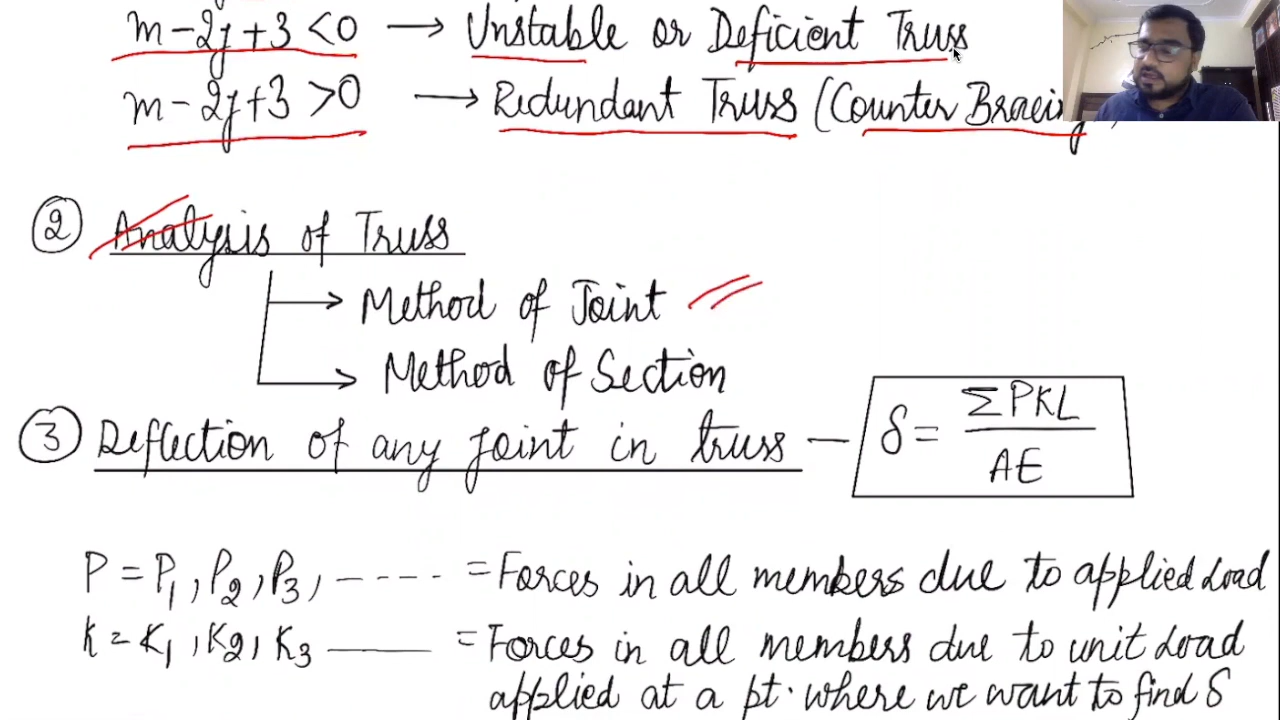 m-2j+3 <0 → Unstable or Deficient Truss
m-2j+3 >0 → Redundant Truss (Counter Bracing
② Analysis of Truss
→ Method of Joint
→ Method of Section
③ Deflection of any joint in truss — δ = ΣPKL / AE
P = P₁, P₂, P₃, ---- = Forces in all members due to applied Load
K = K₁, K₂, K₃ —— = Forces in all members due to unit Load
applied at a pt. where we want to find δ